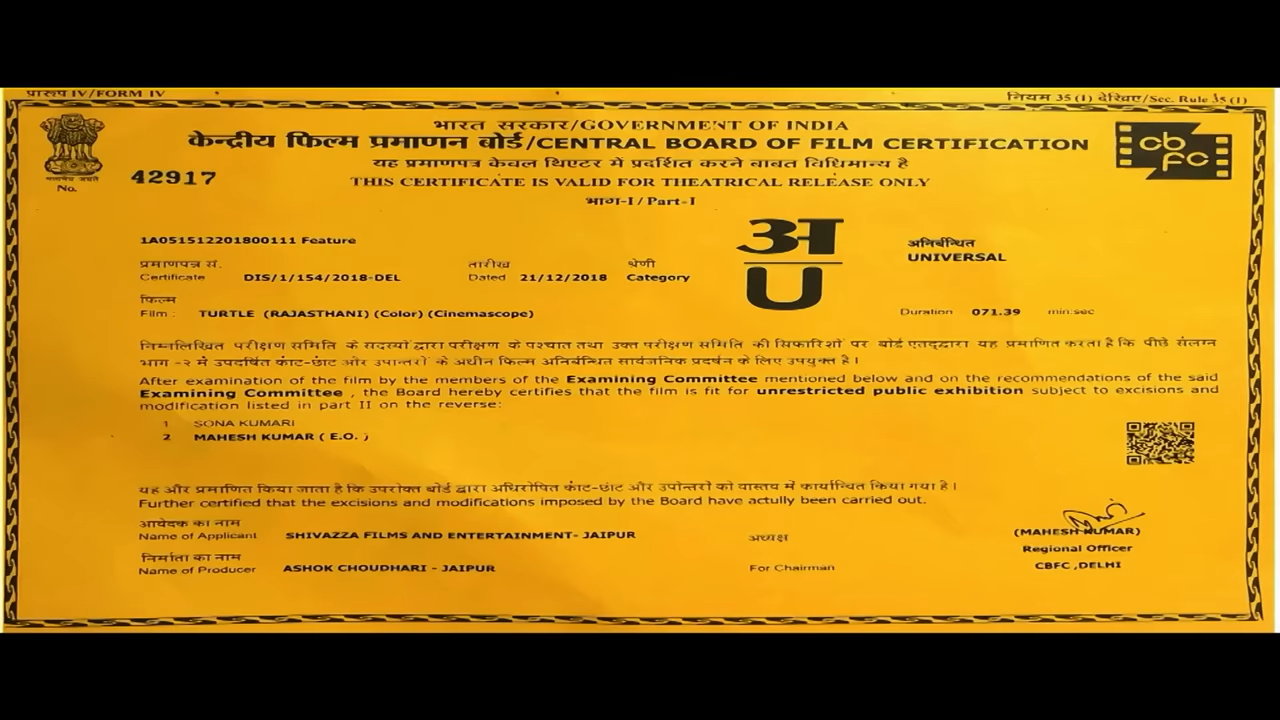 प्रारूप IV/FORM IV
नियम 35 (1) देखिए/Sec. Rule 35 (1)
भारत सरकार/GOVERNMENT OF INDIA
केन्द्रीय फिल्म प्रमाणन बोर्ड/CENTRAL BOARD OF FILM CERTIFICATION
cb
fc
यह प्रमाणपत्र केवल थिएटर में प्रदर्शित करने बाबत विधिमान्य है
No. 42917
THIS CERTIFICATE IS VALID FOR THEATRICAL RELEASE ONLY
भाग-I / Part-I
1A051512201800111 Feature
अ
U
अनिर्बन्धित
UNIVERSAL
प्रमाणपत्र सं. तारीख श्रेणी
Certificate DIS/1/154/2018-DEL Dated 21/12/2018 Category
फिल्म
Film : TURTLE (RAJASTHANI) (Color) (Cinemascope) Duration 071.39 min:sec
निम्नलिखित परीक्षण समिति के सदस्यों द्वारा परीक्षण के पश्चात तथा उक्त परीक्षण समिति की सिफारिशों पर बोर्ड एतद्द्वारा यह प्रमाणित करता है कि पीछे संलग्न
भाग -२ में उपदर्षित कांट-छांट और उपान्तरों के अधीन फिल्म अनिर्बन्धित सार्वजनिक प्रदर्षन के लिए उपयुक्त है ।
After examination of the film by the members of the Examining Committee mentioned below and on the recommendations of the said
Examining Committee , the Board hereby certifies that the film is fit for unrestricted public exhibition subject to excisions and
modification listed in part II on the reverse:
1 SONA KUMARI
2 MAHESH KUMAR ( E.O. )
यह और प्रमाणित किया जाता है कि उपरोक्त बोर्ड द्वारा अधिरोपित कांट-छांट और उपांतरों को वास्तव में कार्यान्वित किया गया है ।
Further certified that the excisions and modifications imposed by the Board have actully been carried out.
आवेदक का नाम
Name of Applicant SHIVAZZA FILMS AND ENTERTAINMENT- JAIPUR
अध्यक्ष
(MAHESH KUMAR)
Regional Officer
निर्माता का नाम
Name of Producer ASHOK CHOUDHARI - JAIPUR
For Chairman
CBFC ,DELHI